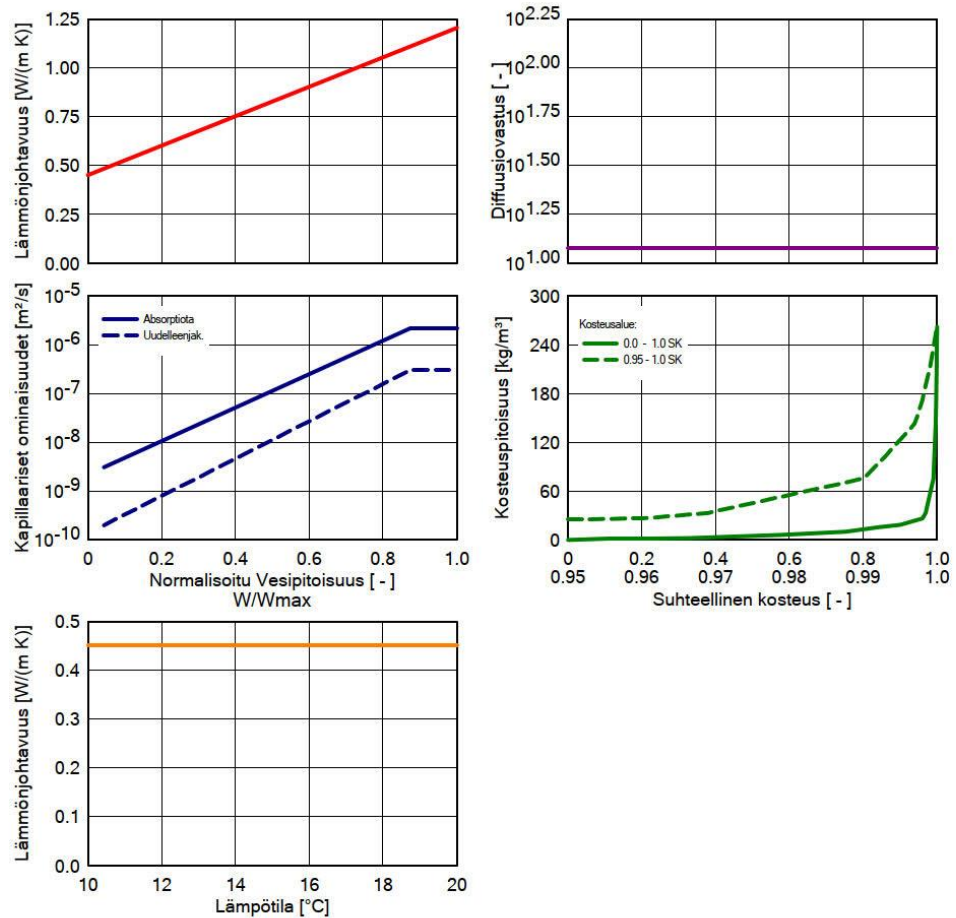 Lämmönjohtavuus [W/(m K)]
1.25
1.00
0.75
0.50
0.25
0.00
Diffuusiovastus [ - ]
10^2.25
10^2.00
10^1.75
10^1.50
10^1.25
10^1.00
Kapillaariset ominaisuudet [m²/s]
10^-5
10^-6
10^-7
10^-8
10^-9
10^-10
Absorptiota
Uudelleenjak.
0 0.2 0.4 0.6 0.8 1.0
Normalisoitu Vesipitoisuus [ - ]
W/Wmax
Kosteuspitoisuus [kg/m³]
300
240
180
120
60
0
Kosteusalue:
0.0 - 1.0 SK
0.95 - 1.0 SK
0 0.2 0.4 0.6 0.8 1.0
0.95 0.96 0.97 0.98 0.99 1.0
Suhteellinen kosteus [ - ]
Lämmönjohtavuus [W/(m K)]
0.5
0.4
0.3
0.2
0.1
0.0
10 12 14 16 18 20
Lämpötila [°C]